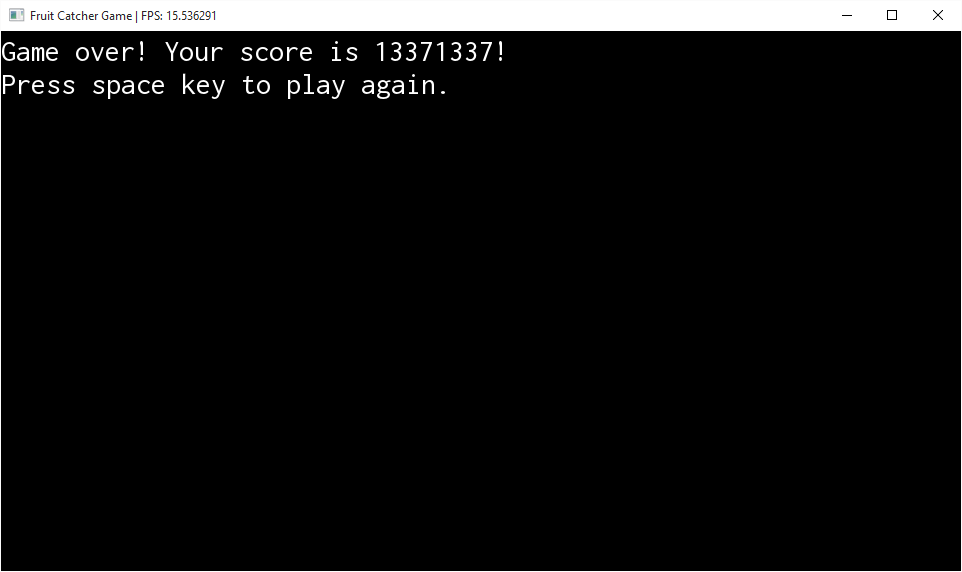 Fruit Catcher Game | FPS: 15.536291
Game over! Your score is 13371337!
Press space key to play again.